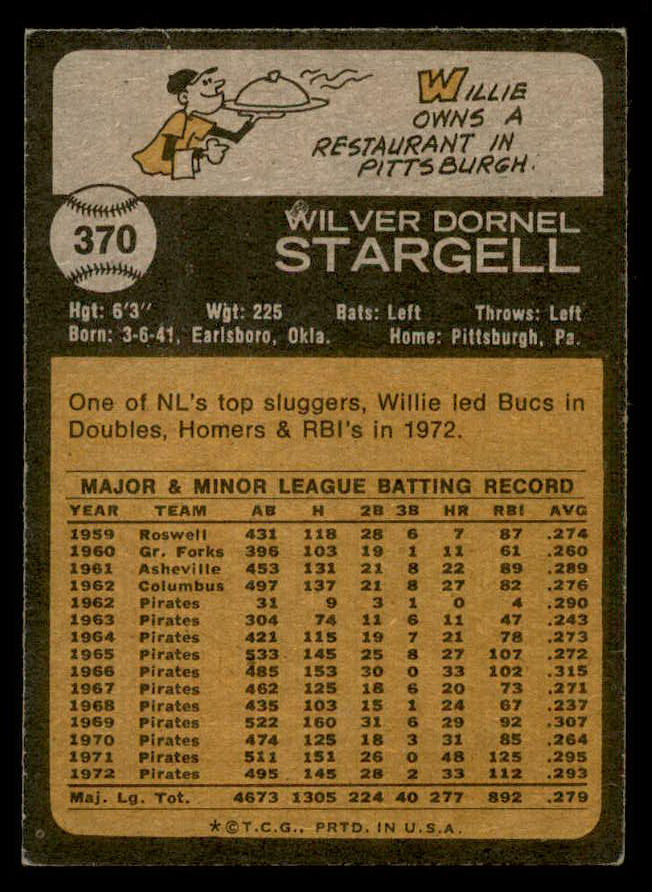 WILLIE
OWNS A
RESTAURANT IN
PITTSBURGH.
370
WILVER DORNEL
STARGELL
Hgt: 6'3" Wgt: 225 Bats: Left Throws: Left
Born: 3-6-41, Earlsboro, Okla. Home: Pittsburgh, Pa.
One of NL's top sluggers, Willie led Bucs in
Doubles, Homers & RBI's in 1972.
MAJOR & MINOR LEAGUE BATTING RECORD
YEAR TEAM AB H 2B 3B HR RBI AVG
1959 Roswell 431 118 28 6 7 87 .274
1960 Gr. Forks 396 103 19 1 11 61 .260
1961 Asheville 453 131 21 8 22 89 .289
1962 Columbus 497 137 21 8 27 82 .276
1962 Pirates 31 9 3 1 0 4 .290
1963 Pirates 304 74 11 6 11 47 .243
1964 Pirates 421 115 19 7 21 78 .273
1965 Pirates 533 145 25 8 27 107 .272
1966 Pirates 485 153 30 0 33 102 .315
1967 Pirates 462 125 18 6 20 73 .271
1968 Pirates 435 103 15 1 24 67 .237
1969 Pirates 522 160 31 6 29 92 .307
1970 Pirates 474 125 18 3 31 85 .264
1971 Pirates 511 151 26 0 48 125 .295
1972 Pirates 495 145 28 2 33 112 .293
Maj. Lg. Tot. 4673 1305 224 40 277 892 .279
*©T.C.G., PRTD. IN U.S.A.